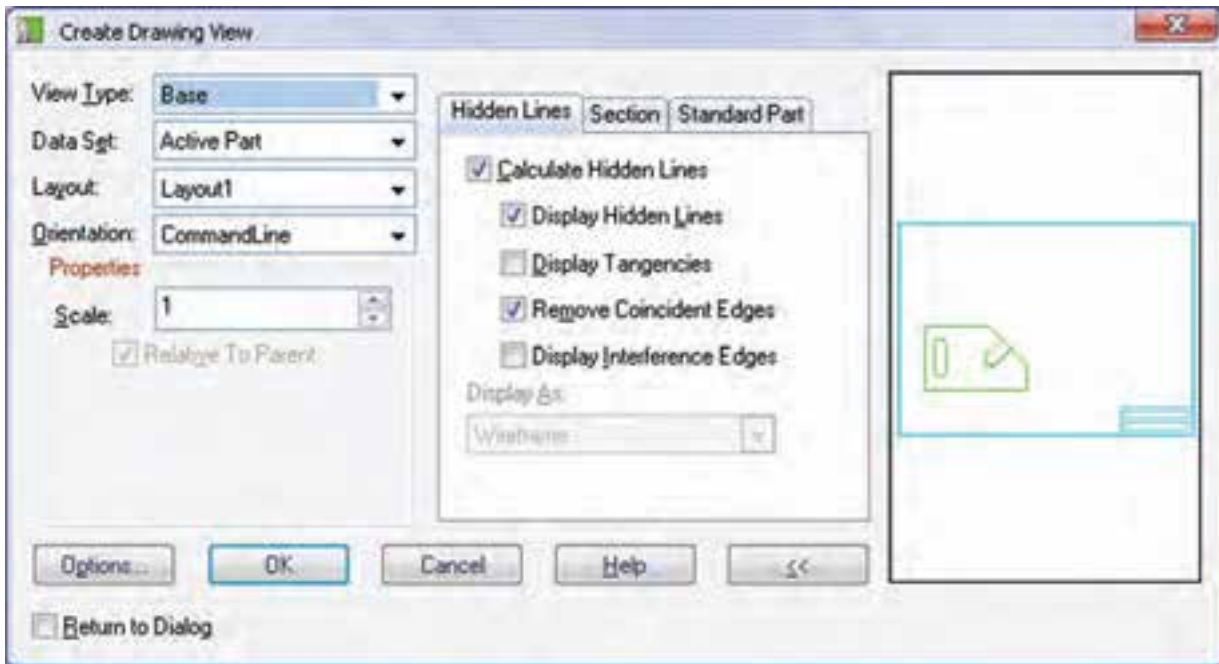 Create Drawing View
View Type: Base
Data Set: Active Part
Layout: Layout1
Orientation: CommandLine
Properties
Scale: 1
Relative To Parent
Hidden Lines Section Standard Part
Calculate Hidden Lines
Display Hidden Lines
Display Tangencies
Remove Coincident Edges
Display Interference Edges
Display As:
Wireframe
Options... OK Cancel Help <<
Return to Dialog